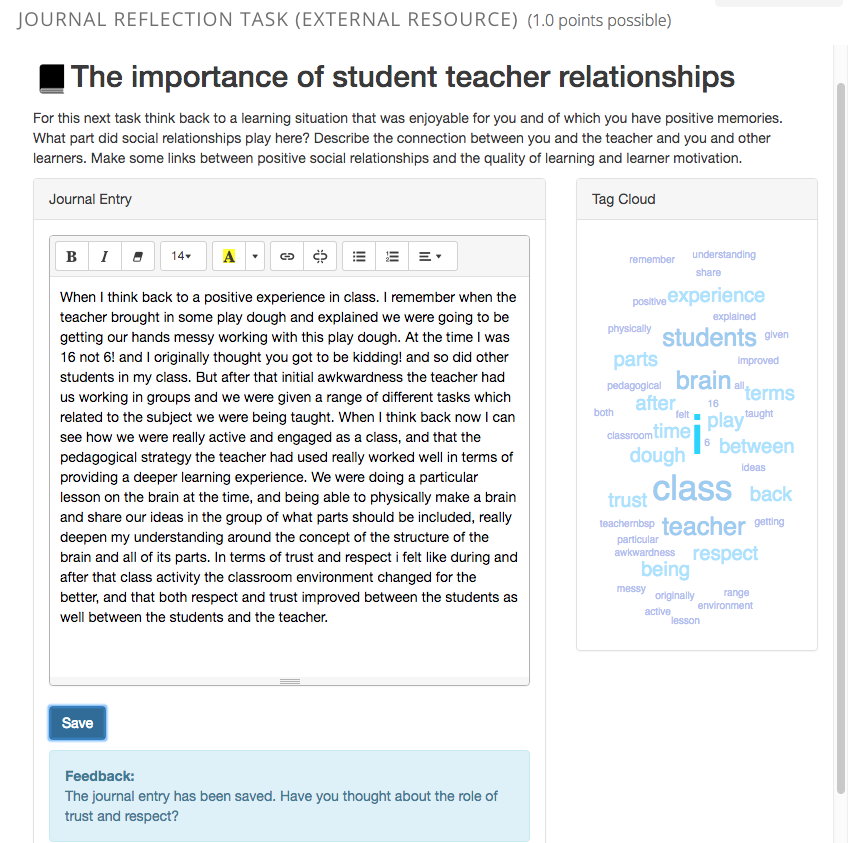 JOURNAL REFLECTION TASK (EXTERNAL RESOURCE) (1.0 points possible)
The importance of student teacher relationships
For this next task think back to a learning situation that was enjoyable for you and of which you have positive memories.
What part did social relationships play here? Describe the connection between you and the teacher and you and other
learners. Make some links between positive social relationships and the quality of learning and learner motivation.
Journal Entry
B I 14 A
When I think back to a positive experience in class. I remember when the
teacher brought in some play dough and explained we were going to be
getting our hands messy working with this play dough. At the time I was
16 not 6! and I originally thought you got to be kidding! and so did other
students in my class. But after that initial awkwardness the teacher had
us working in groups and we were given a range of different tasks which
related to the subject we were being taught. When I think back now I can
see how we were really active and engaged as a class, and that the
pedagogical strategy the teacher had used really worked well in terms of
providing a deeper learning experience. We were doing a particular
lesson on the brain at the time, and being able to physically make a brain
and share our ideas in the group of what parts should be included, really
deepen my understanding around the concept of the structure of the
brain and all of its parts. In terms of trust and respect i felt like during and
after that class activity the classroom environment changed for the
better, and that both respect and trust improved between the students as
well between the students and the teacher.
Save
Feedback:
The journal entry has been saved. Have you thought about the role of
trust and respect?
Tag Cloud
remember understanding
share
positive experience
explained
physically students given
parts improved
pedagogical brain all terms
after 16
both felt play taught
classroom time i 6 between
dough ideas
trust class back
teachernbsp teacher getting
particular
awkwardness respect
being
messy originally range
environment
active
lesson